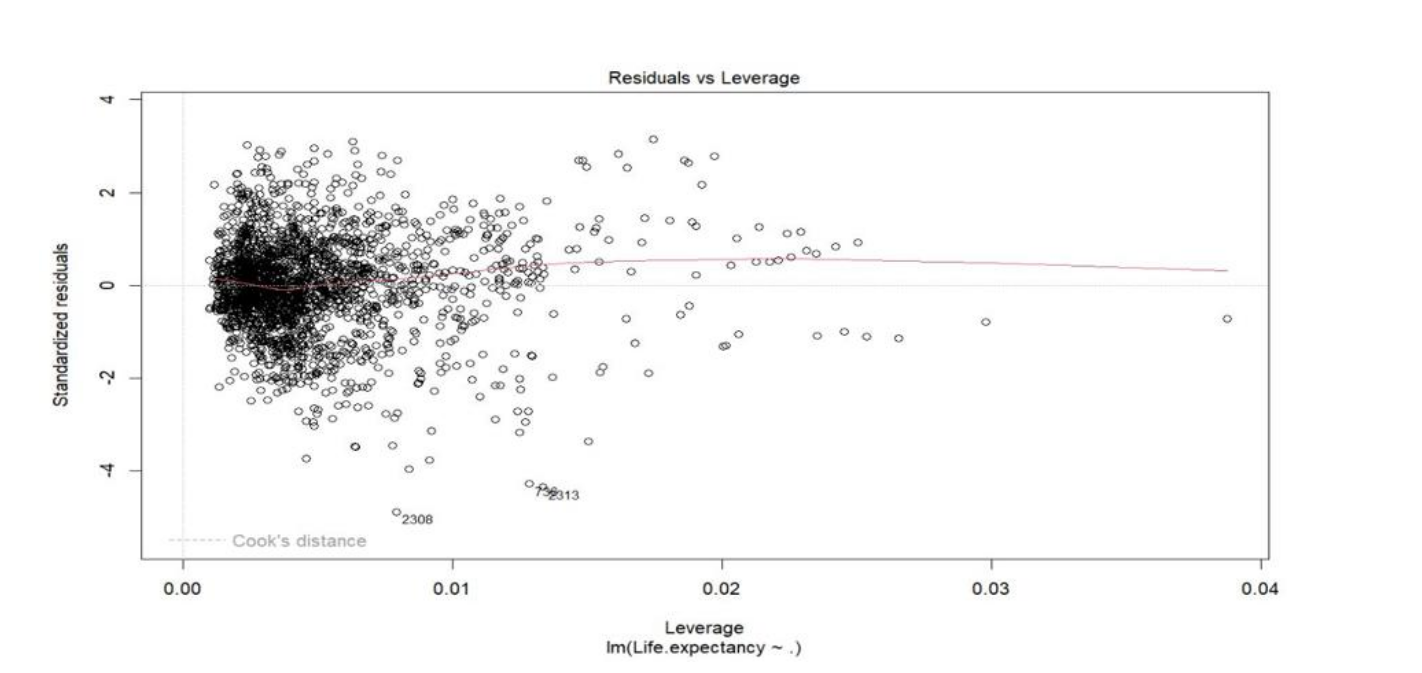 Residuals vs Leverage
Standardized residuals
4
2
0
-2
-4
2313
2308
Cook's distance
0.00 0.01 0.02 0.03 0.04
Leverage
lm(Life.expectancy ~ .)